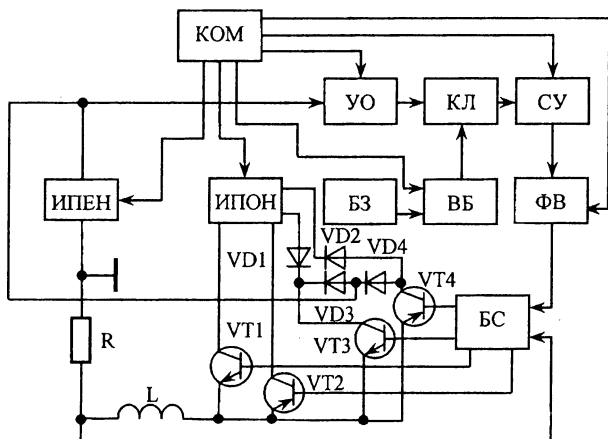 КОМ
УО
КЛ
СУ
ИПЕН
ИПОН
БЗ
ВБ
ФВ
VD1
VD2
VD4
VT4
БС
R
VD3
VT1
VT3
L
VT2